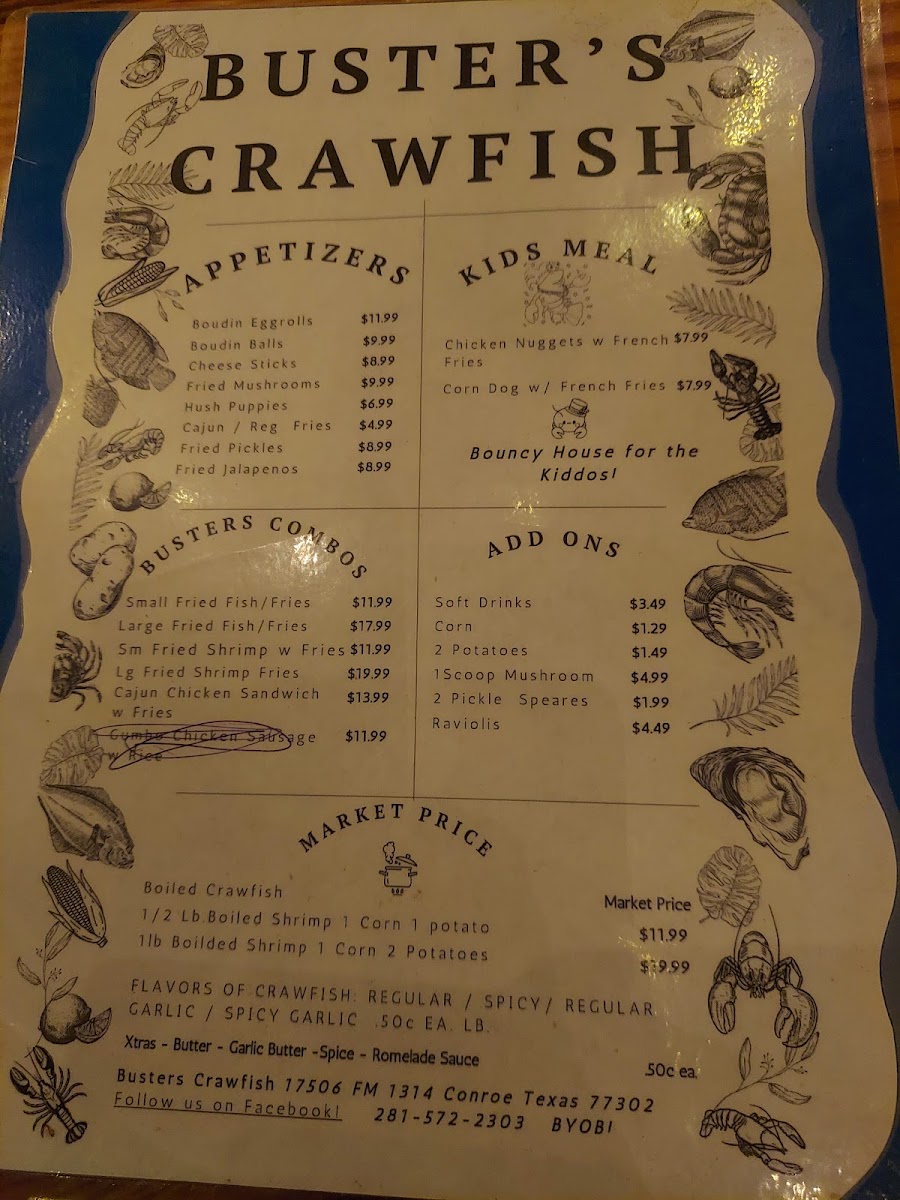 BUSTER'S
CRAWFISH
APPETIZERS
Boudin Eggrolls $11.99
Boudin Balls $9.99
Cheese Sticks $8.99
Fried Mushrooms $9.99
Hush Puppies $6.99
Cajun / Reg Fries $4.99
Fried Pickles $8.99
Fried Jalapenos $8.99
KIDS MEAL
Chicken Nuggets w French $7.99
Fries
Corn Dog w/ French Fries $7.99
Bouncy House for the
Kiddos!
BUSTERS COMBOS
Small Fried Fish/Fries $11.99
Large Fried Fish/Fries $17.99
Sm Fried Shrimp w Fries $11.99
Lg Fried Shrimp Fries $19.99
Cajun Chicken Sandwich $13.99
w Fries
Gumbo Chicken Sausage $11.99
w Rice
ADD ONS
Soft Drinks $3.49
Corn $1.29
2 Potatoes $1.49
1Scoop Mushroom $4.99
2 Pickle Speares $1.99
Raviolis $4.49
MARKET PRICE
Boiled Crawfish Market Price
1/2 Lb.Boiled Shrimp 1 Corn 1 potato $11.99
1lb Boilded Shrimp 1 Corn 2 Potatoes
FLAVORS OF CRAWFISH: REGULAR / SPICY/ REGULAR
GARLIC / SPICY GARLIC .50c EA. LB.
Xtras - Butter - Garlic Butter -Spice - Romelade Sauce .50c ea.
Busters Crawfish 17506 FM 1314 Conroe Texas 77302
Follow us on Facebook! 281-572-2303 BYOB!